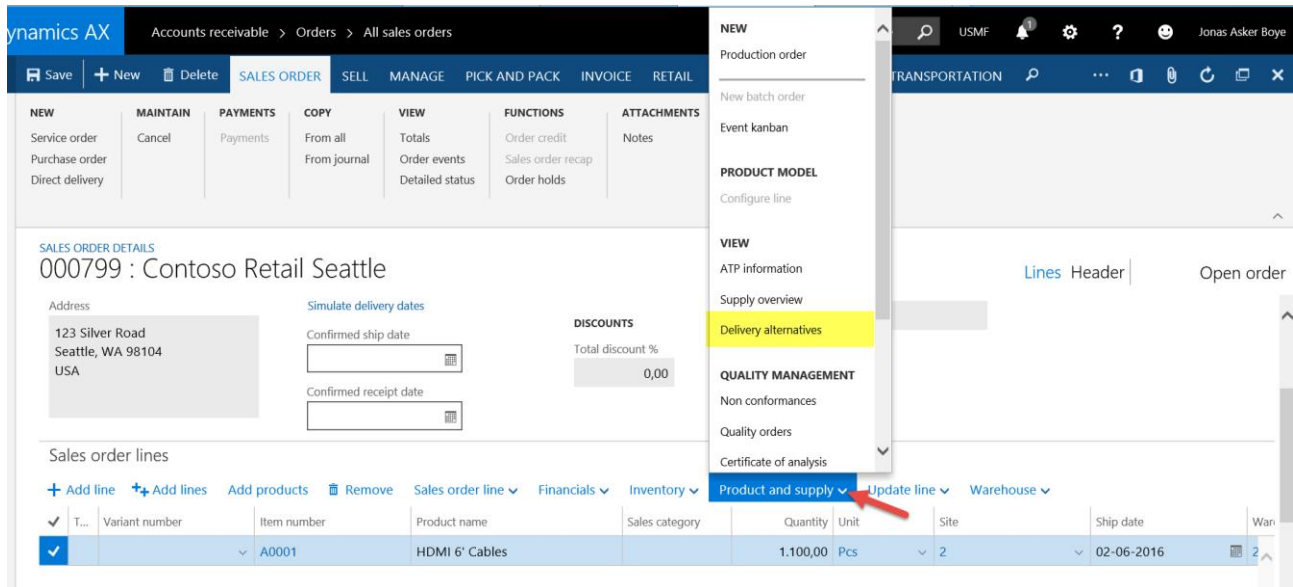 ynamics AX Accounts receivable > Orders > All sales orders USMF 1 ? Jonas Asker Boye
Save + New Delete SALES ORDER SELL MANAGE PICK AND PACK INVOICE RETAIL TRANSPORTATION ...
NEW MAINTAIN PAYMENTS COPY VIEW FUNCTIONS ATTACHMENTS
Service order Cancel Payments From all Totals Order credit Notes
Purchase order From journal Order events Sales order recap
Direct delivery Detailed status Order holds
NEW
Production order
New batch order
Event kanban
PRODUCT MODEL
Configure line
VIEW
ATP information
Supply overview
Delivery alternatives
QUALITY MANAGEMENT
Non conformances
Quality orders
Certificate of analysis
SALES ORDER DETAILS
000799 : Contoso Retail Seattle
Lines Header Open order
Address
123 Silver Road
Seattle, WA 98104
USA
Simulate delivery dates
Confirmed ship date
Confirmed receipt date
DISCOUNTS
Total discount %
0,00
Sales order lines
+ Add line Add lines Add products Remove Sales order line Financials Inventory Product and supply Update line Warehouse
T... Variant number Item number Product name Sales category Quantity Unit Site Ship date War
A0001 HDMI 6' Cables 1.100,00 Pcs 2 02-06-2016 2